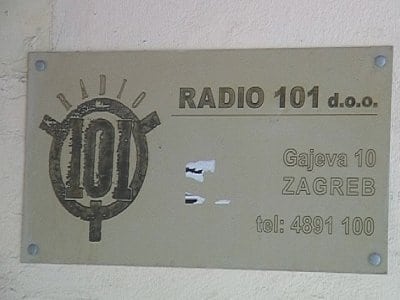 RADIO
101
RADIO 101 d.o.o.
Gajeva 10
ZAGREB
tel: 4891 100